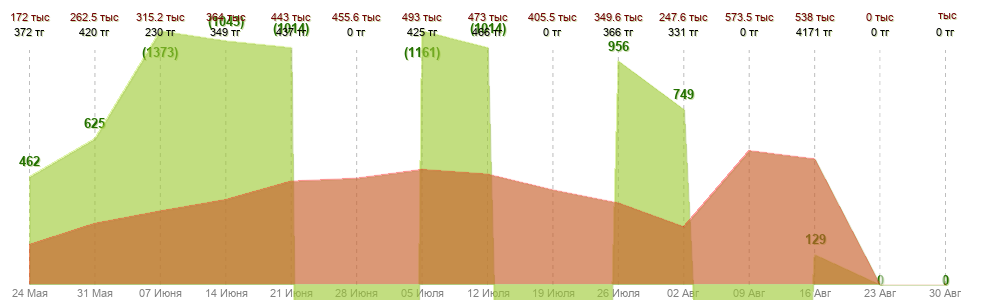 172 тыс 262.5 тыс 315.2 тыс 364 тыс 443 тыс 455.6 тыс 493 тыс 473 тыс 405.5 тыс 349.6 тыс 247.6 тыс 573.5 тыс 538 тыс 0 тыс тыс
(1045) (1014) (1014)
372 тг 420 тг 230 тг 349 тг 437 тг 0 тг 425 тг 466 тг 0 тг 366 тг 331 тг 0 тг 4171 тг 0 тг 0 тг
(1373) (1161) 956
749
625
462
129
0 0
24 Мая 31 Мая 07 Июня 14 Июня 21 Июня 28 Июня 05 Июля 12 Июля 19 Июля 26 Июля 02 Авг 09 Авг 16 Авг 23 Авг 30 Авг